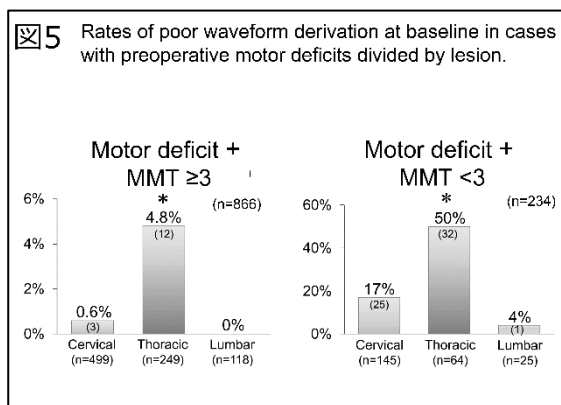 図5 Rates of poor waveform derivation at baseline in cases
with preoperative motor deficits divided by lesion.
Motor deficit +
MMT ≥3
(n=866)
6%
4%
2%
0%
*
0.6%
(3)
4.8%
(12)
0%
Cervical Thoracic Lumbar
(n=499) (n=249) (n=118)
Motor deficit +
MMT <3
(n=234)
60%
40%
20%
0%
*
17%
(25)
50%
(32)
4%
(1)
Cervical Thoracic Lumbar
(n=145) (n=64) (n=25)